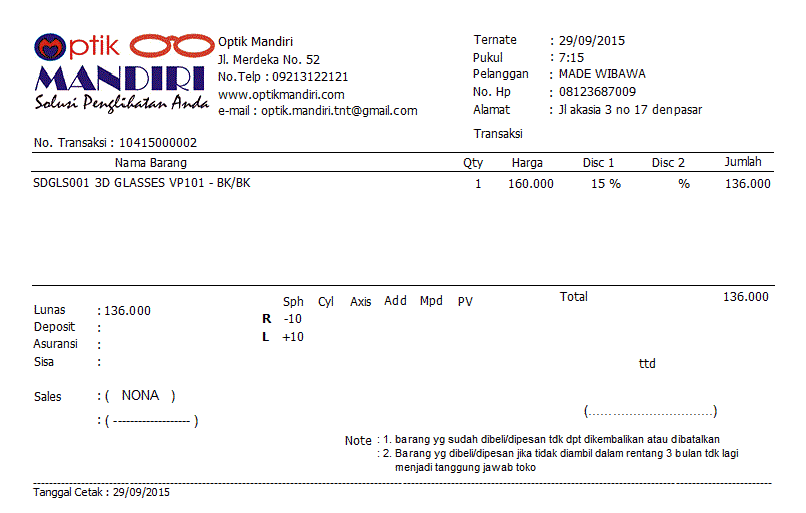 Optik
MANDIRI
Solusi Penglihatan Anda
Optik Mandiri
Jl. Merdeka No. 52
No.Telp : 09213122121
www.optikmandiri.com
e-mail : optik.mandiri.tnt@gmail.com
Ternate : 29/09/2015
Pukul : 7:15
Pelanggan : MADE WIBAWA
No. Hp : 08123687009
Alamat : Jl akasia 3 no 17 denpasar
Transaksi
No. Transaksi : 10415000002
Nama Barang Qty Harga Disc 1 Disc 2 Jumlah
SDGLS001 3D GLASSES VP101 - BK/BK 1 160.000 15 % % 136.000
Total 136.000
Lunas : 136.000
Deposit :
Asuransi :
Sisa :
Sph Cyl Axis Add Mpd PV
R -10
L +10
ttd
Sales : ( NONA )
: ( ------------------- )
(...............................)
Note : 1. barang yg sudah dibeli/dipesan tdk dpt dikembalikan atau dibatalkan
: 2. Barang yg dibeli/dipesan jika tidak diambil dalam rentang 3 bulan tdk lagi
menjadi tanggung jawab toko
Tanggal Cetak : 29/09/2015